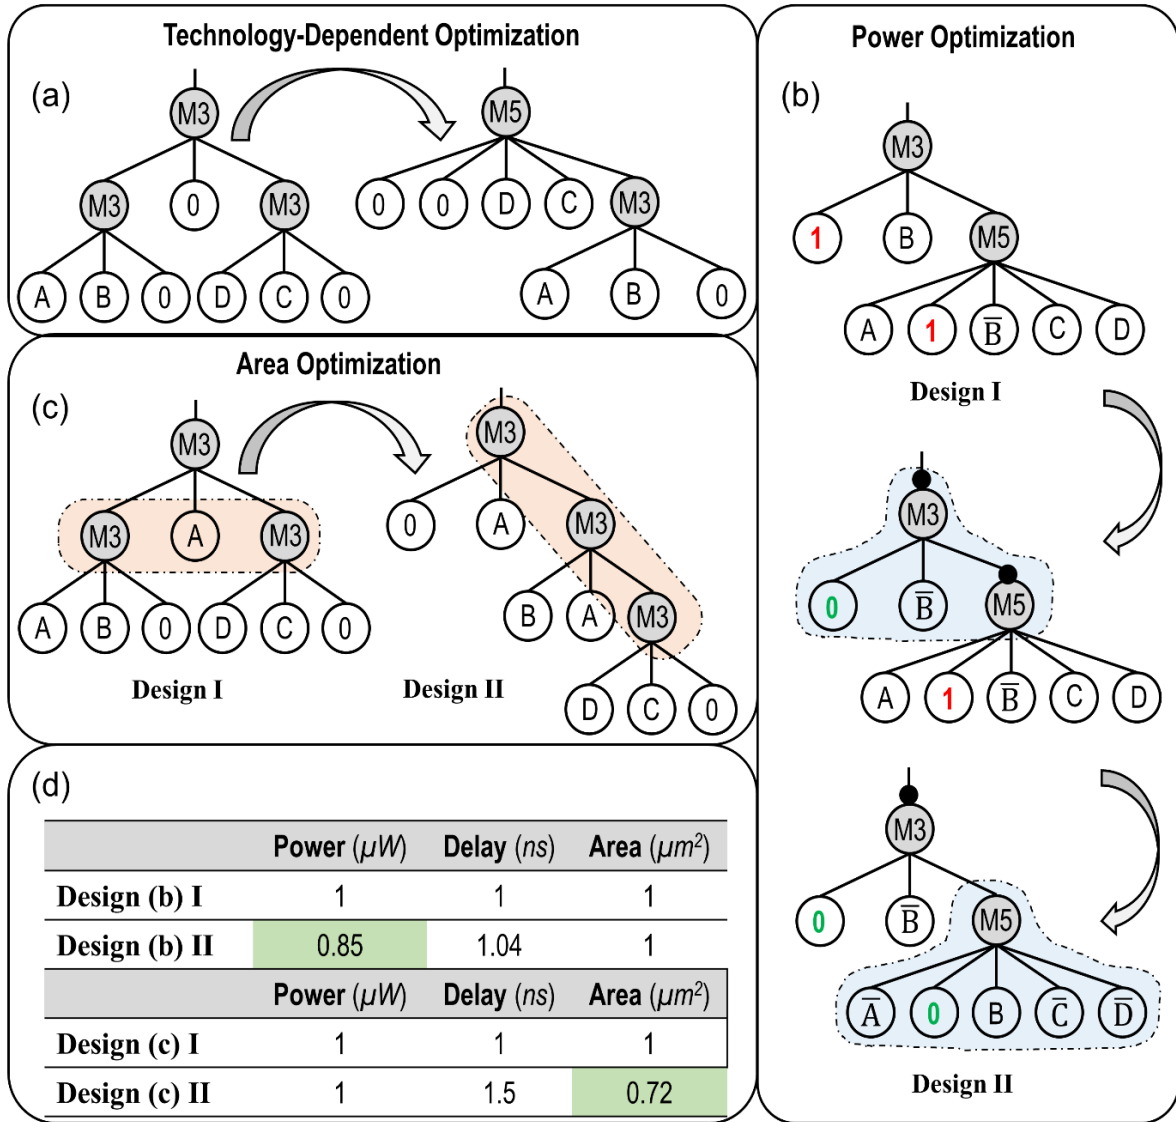 Technology-Dependent Optimization
(a)
M3
M5
M3 0 M3
0 0 D C M3
A B 0 D C 0
A B 0
Area Optimization
(c)
M3
M3
M3 A M3
0 A M3
A B 0 D C 0
B A M3
Design I
Design II
D C 0
(d)
Power (μW) Delay (ns) Area (μm²)
Design (b) I 1 1 1
Design (b) II 0.85 1.04 1
Power (μW) Delay (ns) Area (μm²)
Design (c) I 1 1 1
Design (c) II 1 1.5 0.72
Power Optimization
(b)
M3
1 B M5
A 1 B̅ C D
Design I
M3
0 B̅ M5
A 1 B̅ C D
M3
0 B̅ M5
A̅ 0 B C̅ D̅
Design II